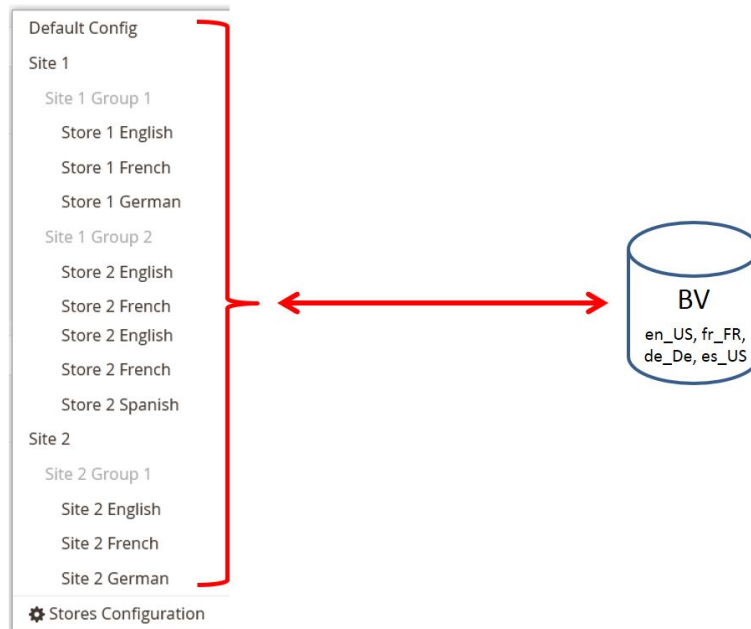 Default Config
Site 1
Site 1 Group 1
Store 1 English
Store 1 French
Store 1 German
Site 1 Group 2
Store 2 English
Store 2 French
Store 2 English
Store 2 French
Store 2 Spanish
Site 2
Site 2 Group 1
Site 2 English
Site 2 French
Site 2 German
Stores Configuration
BV
en_US, fr_FR,
de_De, es_US